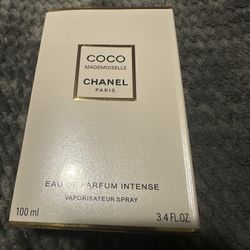 COCO
MADEMOISELLE
CHANEL
PARIS
EAU DE PARFUM INTENSE
VAPORISATEUR SPRAY
100 ml
3.4 FL.OZ.